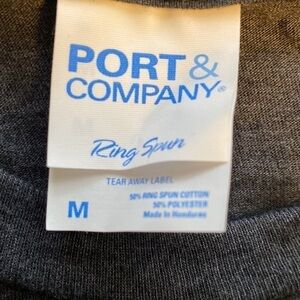 PORT &
COMPANY®
Ring Spun
TEAR AWAY LABEL
M
50% RING SPUN COTTON
50% POLYESTER
Made in Honduras